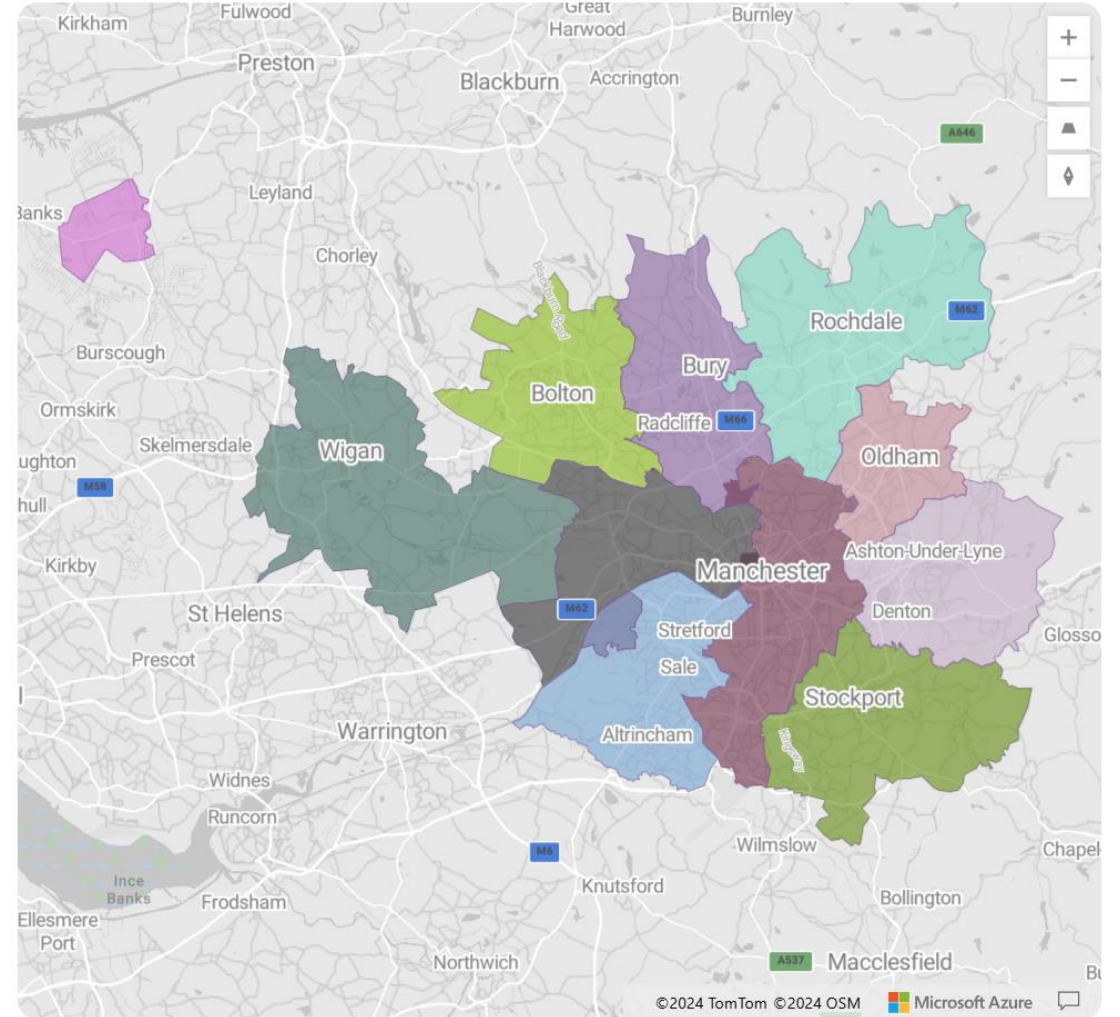 Fulwood
Great
Harwood
Burnley
Kirkham
Preston
Blackburn
Accrington
A646
Leyland
Banks
Chorley
Blackburn Road
M62
Rochdale
Burscough
Bury
Bolton
Ormskirk
Radcliffe
M66
Skelmersdale
Wigan
Oldham
ughton
M58
hull
Ashton-Under-Lyne
Kirkby
Manchester
M62
St Helens
Denton
Stretford
Glosso
Prescot
Sale
Stockport
Warrington
Altrincham
Kingsway
Widnes
Runcorn
Wilmslow
M6
Chapel
Ince
Banks
Knutsford
Frodsham
Bollington
Ellesmere
Port
Northwich
A537
Macclesfield
Bu
©2024 TomTom ©2024 OSM
Microsoft Azure